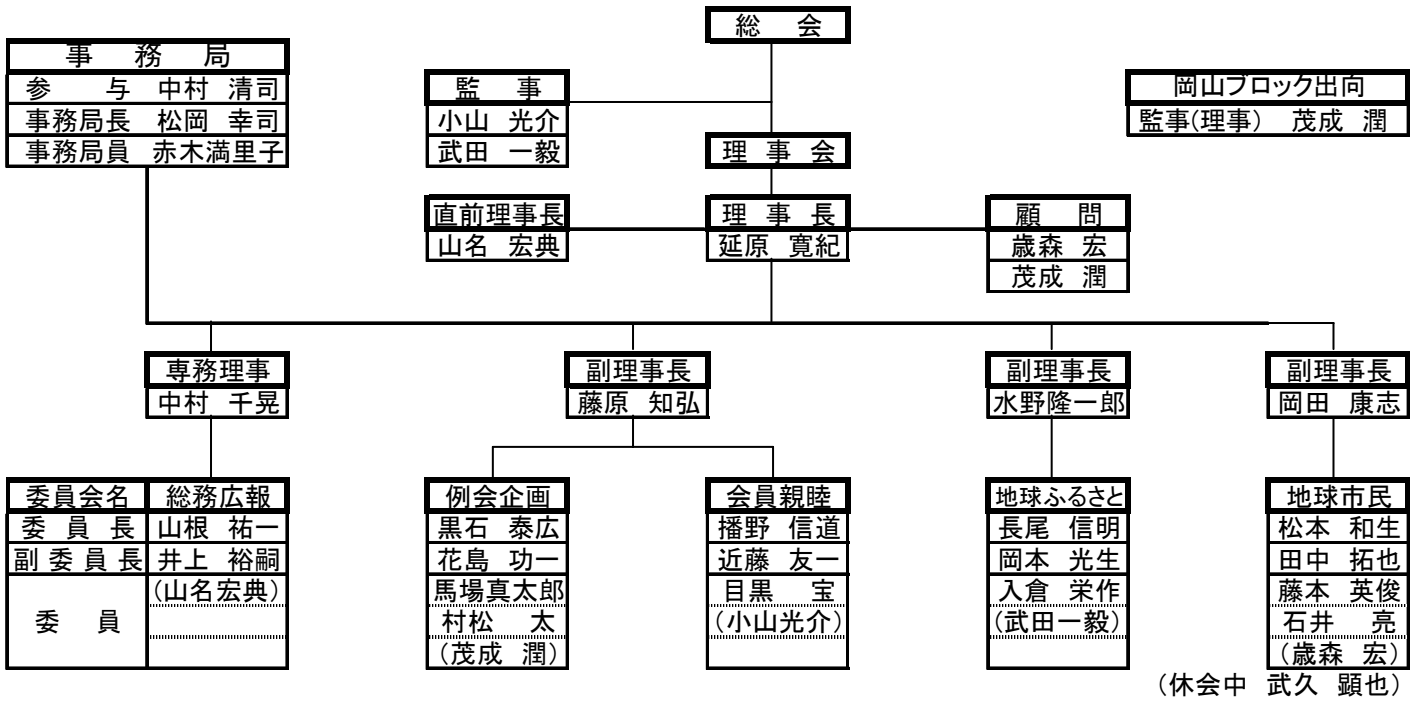 総　会
事　務　局
参　与　中村　清司
事務局長　松岡　幸司
事務局員　赤木満里子
監　事
小山　光介
武田　一毅
岡山ブロック出向
監事(理事)　茂成　潤
理　事　会
直前理事長
山名　宏典
理　事　長
延原　寛紀
顧　問
歳森　宏
茂成　潤
専務理事
中村　千晃
副理事長
藤原　知弘
副理事長
水野隆一郎
副理事長
岡田　康志
委員会名　総務広報
委　員　長　山根　祐一
副　委　員　長　井上　裕嗣
委　員　(山名宏典)
例会企画
黒石　泰広
花島　功一
馬場真太郎
村松　太
(茂成　潤)
会員親睦
播野　信道
近藤　友一
目黒　宝
(小山光介)
地球ふるさと
長尾　信明
岡本　光生
入倉　栄作
(武田一毅)
地球市民
松本　和生
田中　拓也
藤本　英俊
石井　亮
(歳森　宏)
(休会中　武久　顕也)